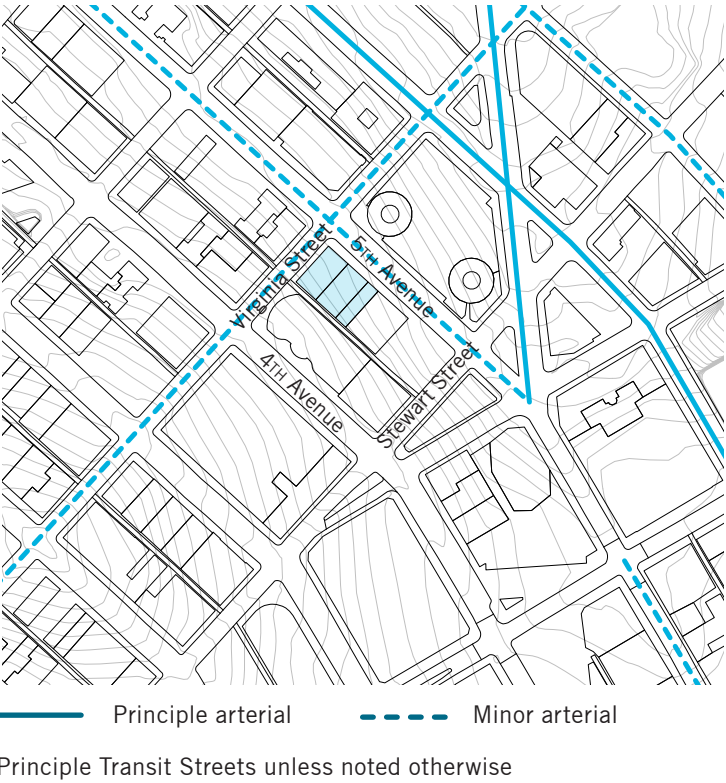 Virginia Street
5TH Avenue
4TH Avenue
Stewart Street
Principle arterial
Minor arterial
Principle Transit Streets unless noted otherwise